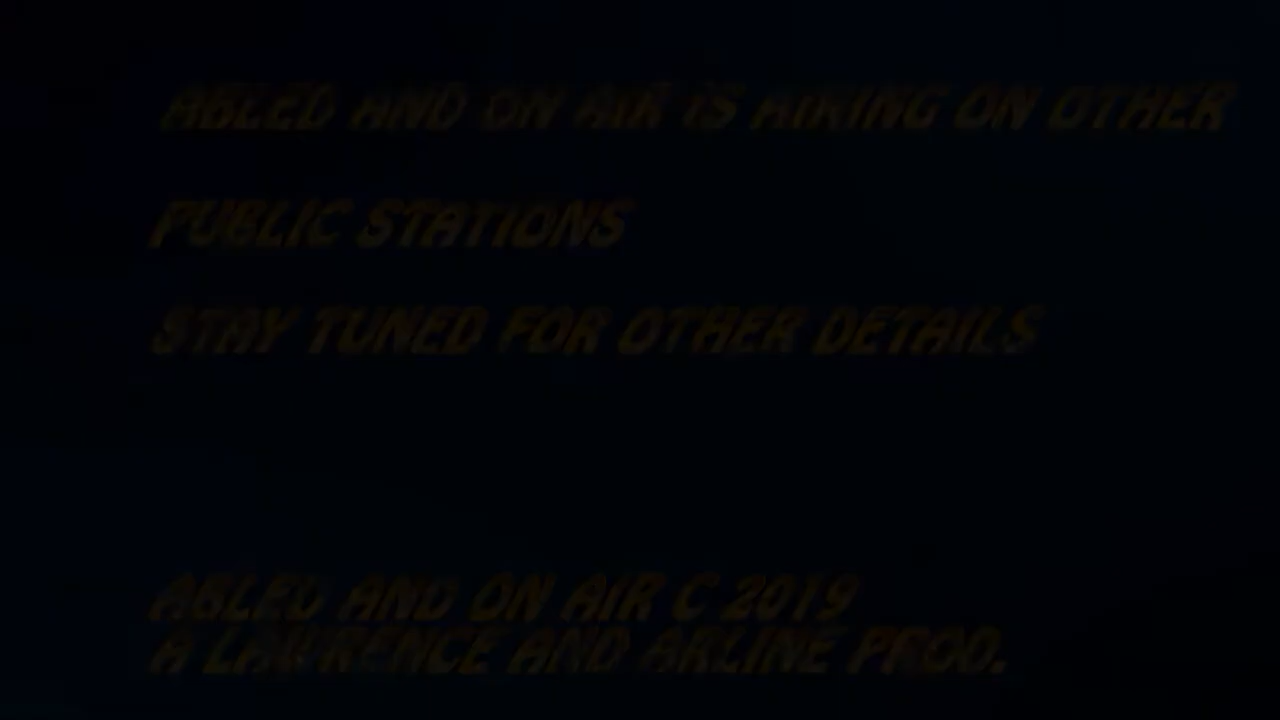 ABLED AND ON AIR IS AIRING ON OTHER
PUBLIC STATIONS
STAY TUNED FOR OTHER DETAILS
ABLED AND ON AIR C 2019
A LAWRENCE AND ARLINE PROD.